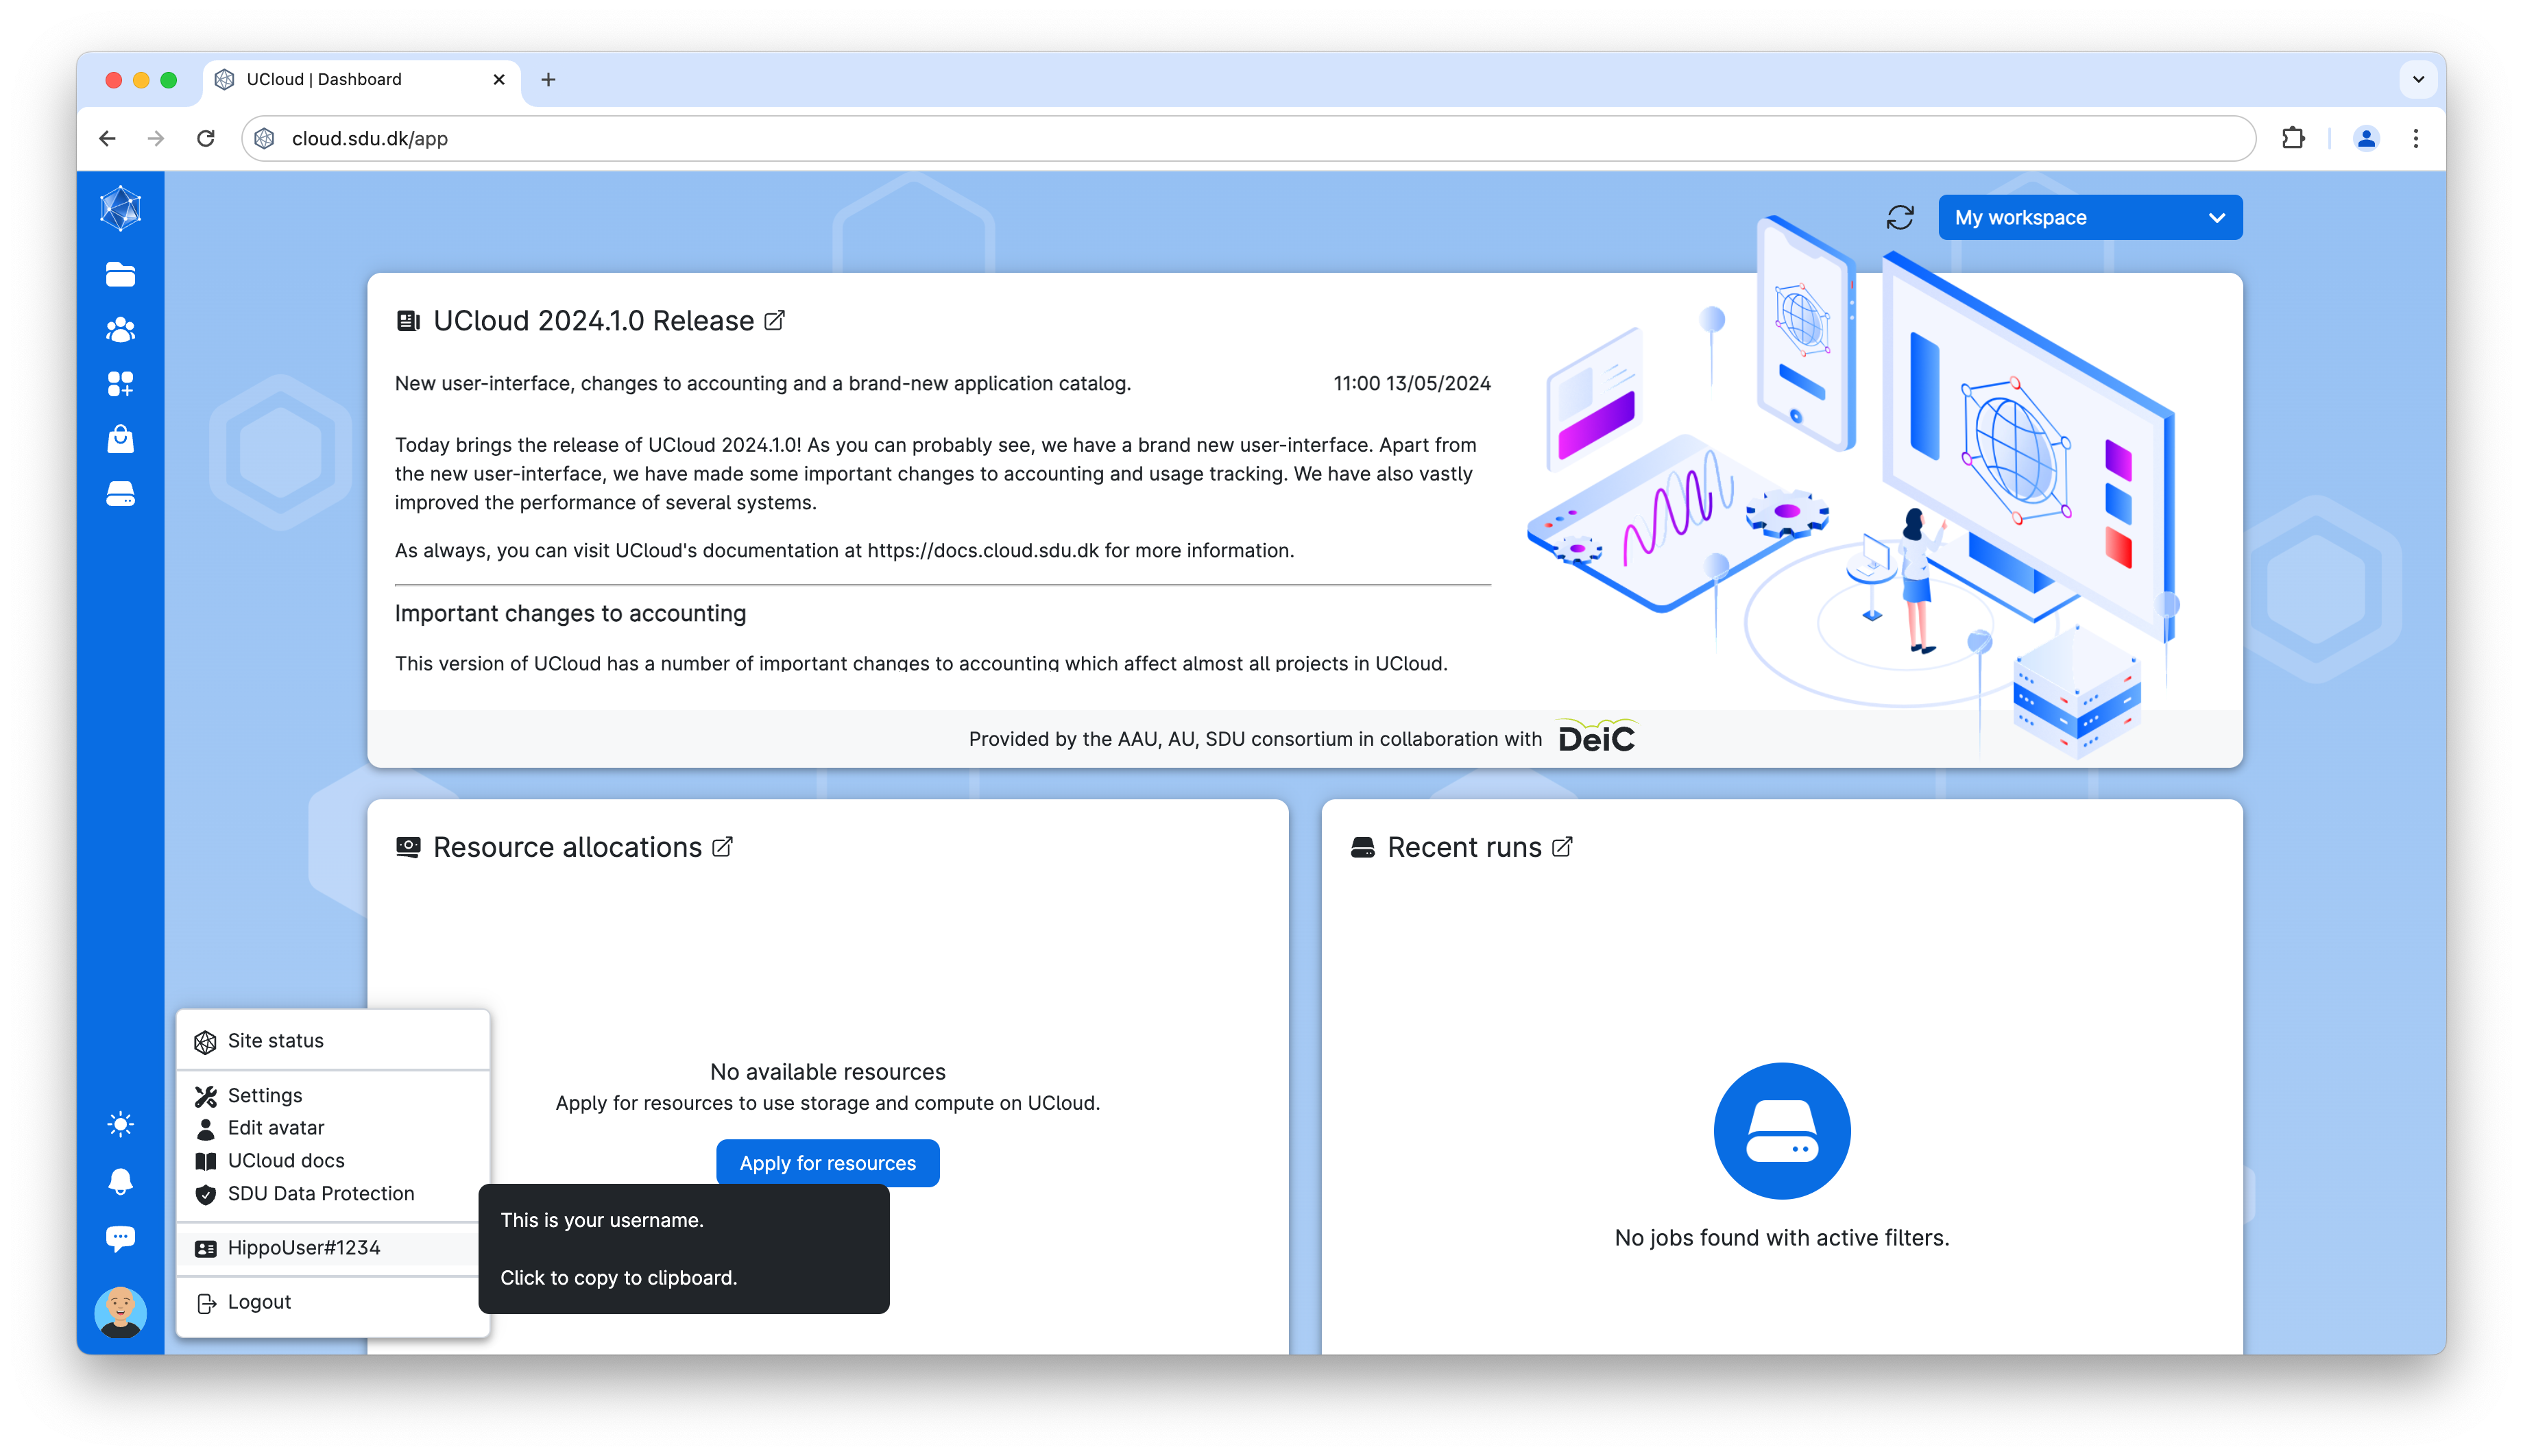 UCloud | Dashboard
cloud.sdu.dk/app
My workspace
UCloud 2024.1.0 Release
New user-interface, changes to accounting and a brand-new application catalog.
11:00 13/05/2024
Today brings the release of UCloud 2024.1.0! As you can probably see, we have a brand new user-interface. Apart from
the new user-interface, we have made some important changes to accounting and usage tracking. We have also vastly
improved the performance of several systems.
As always, you can visit UCloud's documentation at https://docs.cloud.sdu.dk for more information.
Important changes to accounting
This version of UCloud has a number of important changes to accounting which affect almost all projects in UCloud.
Provided by the AAU, AU, SDU consortium in collaboration with DeiC
Resource allocations
No available resources
Apply for resources to use storage and compute on UCloud.
Apply for resources
Recent runs
No jobs found with active filters.
Site status
Settings
Edit avatar
UCloud docs
SDU Data Protection
HippoUser#1234
Logout
This is your username.
Click to copy to clipboard.